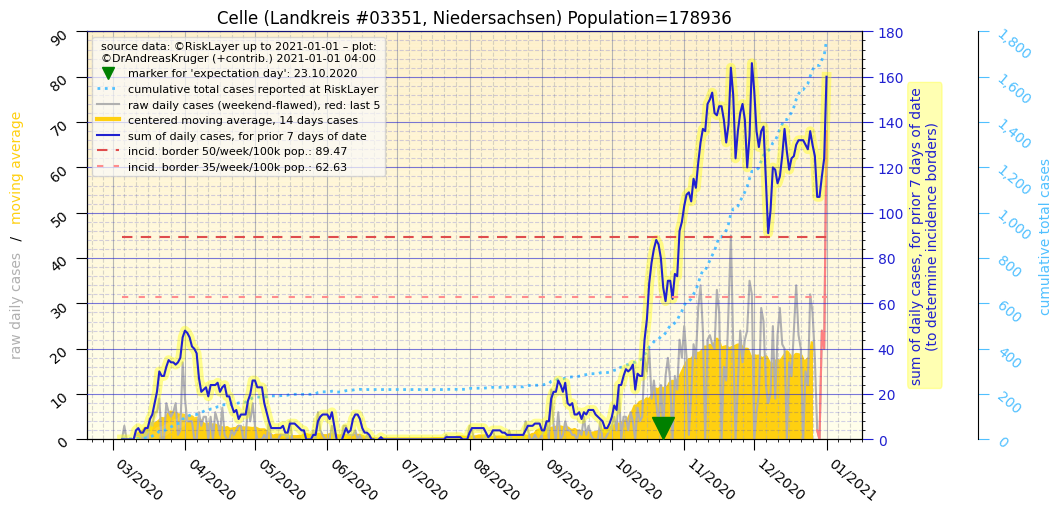 Celle (Landkreis #03351, Niedersachsen) Population=178936
source data: ©RiskLayer up to 2021-01-01 – plot:
©DrAndreasKruger (+contrib.) 2021-01-01 04:00
marker for 'expectation day': 23.10.2020
cumulative total cases reported at RiskLayer
raw daily cases (weekend-flawed), red: last 5
centered moving average, 14 days
sum of daily cases, for prior 7 days of date
incid. border 50/week/100k pop.: 89.47
incid. border 35/week/100k pop.: 62.63
raw daily cases / moving average
90
80
70
60
50
40
30
20
10
0
03/2020
04/2020
05/2020
06/2020
07/2020
08/2020
09/2020
10/2020
11/2020
12/2020
01/2021
180
160
140
120
100
80
60
40
20
0
sum of daily cases, for prior 7 days of date
(to determine incidence borders)
1,800
1,600
1,400
1,200
1,000
800
600
400
200
0
cumulative total cases